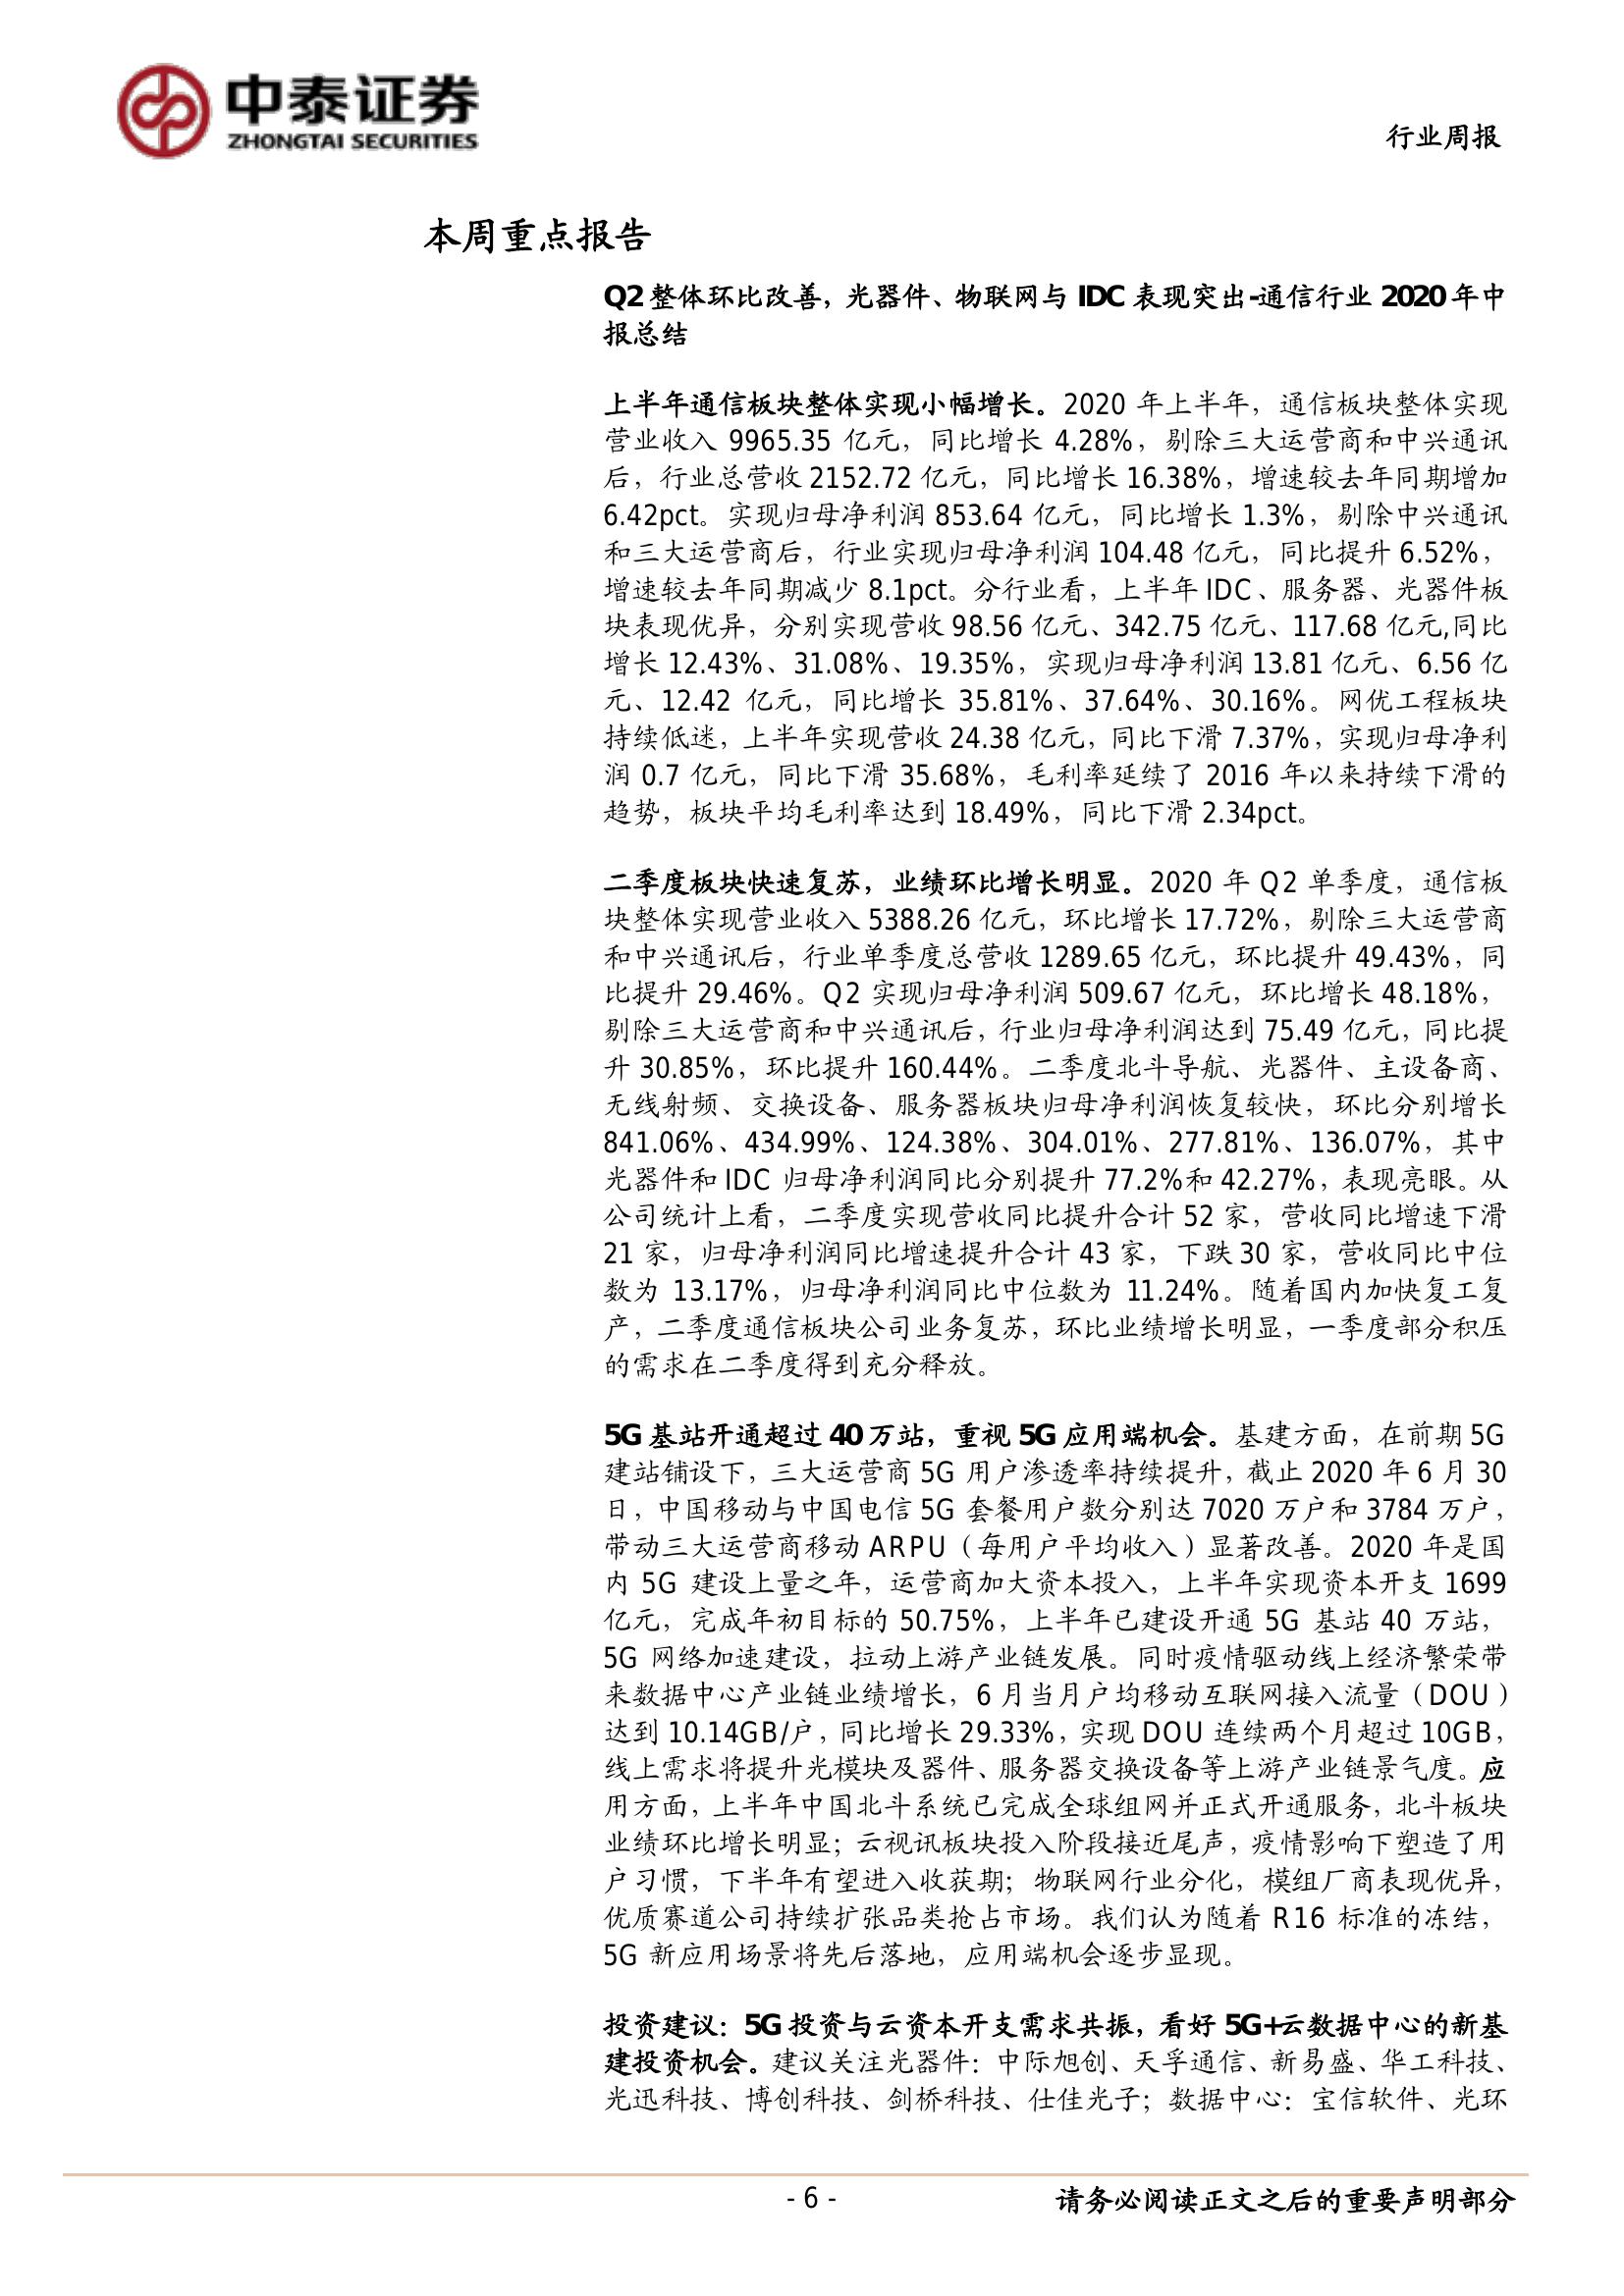 中泰证券
ZHONGTAI SECURITIES
行业周报
本周重点报告
Q2 整体环比改善，光器件、物联网与 IDC 表现突出-通信行业 2020 年中
报总结
上半年通信板块整体实现小幅增长。2020 年上半年，通信板块整体实现
营业收入 9965.35 亿元，同比增长 4.28%，剔除三大运营商和中兴通讯
后，行业总营收 2152.72 亿元，同比增长 16.38%，增速较去年同期增加
6.42pct。实现归母净利润 853.64 亿元，同比增长 1.3%，剔除中兴通讯
和三大运营商后，行业实现归母净利润 104.48 亿元，同比提升 6.52%，
增速较去年同期减少 8.1pct。分行业看，上半年 IDC、服务器、光器件板
块表现优异，分别实现营收 98.56 亿元、342.75 亿元、117.68 亿元,同比
增长 12.43%、31.08%、19.35%，实现归母净利润 13.81 亿元、6.56 亿
元、12.42 亿元，同比增长 35.81%、37.64%、30.16%。网优工程板块
持续低迷，上半年实现营收 24.38 亿元，同比下滑 7.37%，实现归母净利
润 0.7 亿元，同比下滑 35.68%，毛利率延续了 2016 年以来持续下滑的
趋势，板块平均毛利率达到 18.49%，同比下滑 2.34pct。
二季度板块快速复苏，业绩环比增长明显。2020 年 Q2 单季度，通信板
块整体实现营业收入 5388.26 亿元，环比增长 17.72%，剔除三大运营商
和中兴通讯后，行业单季度总营收 1289.65 亿元，环比提升 49.43%，同
比提升 29.46%。Q2 实现归母净利润 509.67 亿元，环比增长 48.18%，
剔除三大运营商和中兴通讯后，行业归母净利润达到 75.49 亿元，同比提
升 30.85%，环比提升 160.44%。二季度北斗导航、光器件、主设备商、
无线射频、交换设备、服务器板块归母净利润恢复较快，环比分别增长
841.06%、434.99%、124.38%、304.01%、277.81%、136.07%，其中
光器件和 IDC 归母净利润同比分别提升 77.2%和 42.27%，表现亮眼。从
公司统计上看，二季度实现营收同比提升合计 52 家，营收同比增速下滑
21 家，归母净利润同比增速提升合计 43 家，下跌 30 家，营收同比中位
数为 13.17%，归母净利润同比中位数为 11.24%。随着国内加快复工复
产，二季度通信板块公司业务复苏，环比业绩增长明显，一季度部分积压
的需求在二季度得到充分释放。
5G 基站开通超过 40 万站，重视 5G 应用端机会。基建方面，在前期 5G
建站铺设下，三大运营商 5G 用户渗透率持续提升，截止 2020 年 6 月 30
日，中国移动与中国电信 5G 套餐用户数分别达 7020 万户和 3784 万户，
带动三大运营商移动 ARPU（每用户平均收入）显著改善。2020 年是国
内 5G 建设上量之年，运营商加大资本投入，上半年实现资本开支 1699
亿元，完成年初目标的 50.75%，上半年已建设开通 5G 基站 40 万站，
5G 网络加速建设，拉动上游产业链发展。同时疫情驱动线上经济繁荣带
来数据中心产业链业绩增长，6 月当月户均移动互联网接入流量（DOU）
达到 10.14GB/户，同比增长 29.33%，实现 DOU 连续两个月超过 10GB，
线上需求将提升光模块及器件、服务器交换设备等上游产业链景气度。应
用方面，上半年中国北斗系统已完成全球组网并正式开通服务，北斗板块
业绩环比增长明显；云视讯板块投入阶段接近尾声，疫情影响下塑造了用
户习惯，下半年有望进入收获期；物联网行业分化，模组厂商表现优异，
优质赛道公司持续扩张品类抢占市场。我们认为随着 R16 标准的冻结，
5G 新应用场景将先后落地，应用端机会逐步显现。
投资建议：5G 投资与云资本开支需求共振，看好 5G+云数据中心的新基
建投资机会。建议关注光器件：中际旭创、天孚通信、新易盛、华工科技、
光迅科技、博创科技、剑桥科技、仕佳光子；数据中心：宝信软件、光环
- 6 -
请务必阅读正文之后的重要声明部分